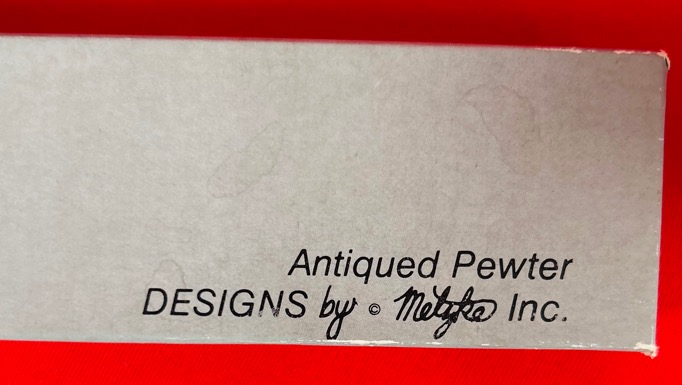 Antiqued Pewter
DESIGNS by © Metzke Inc.